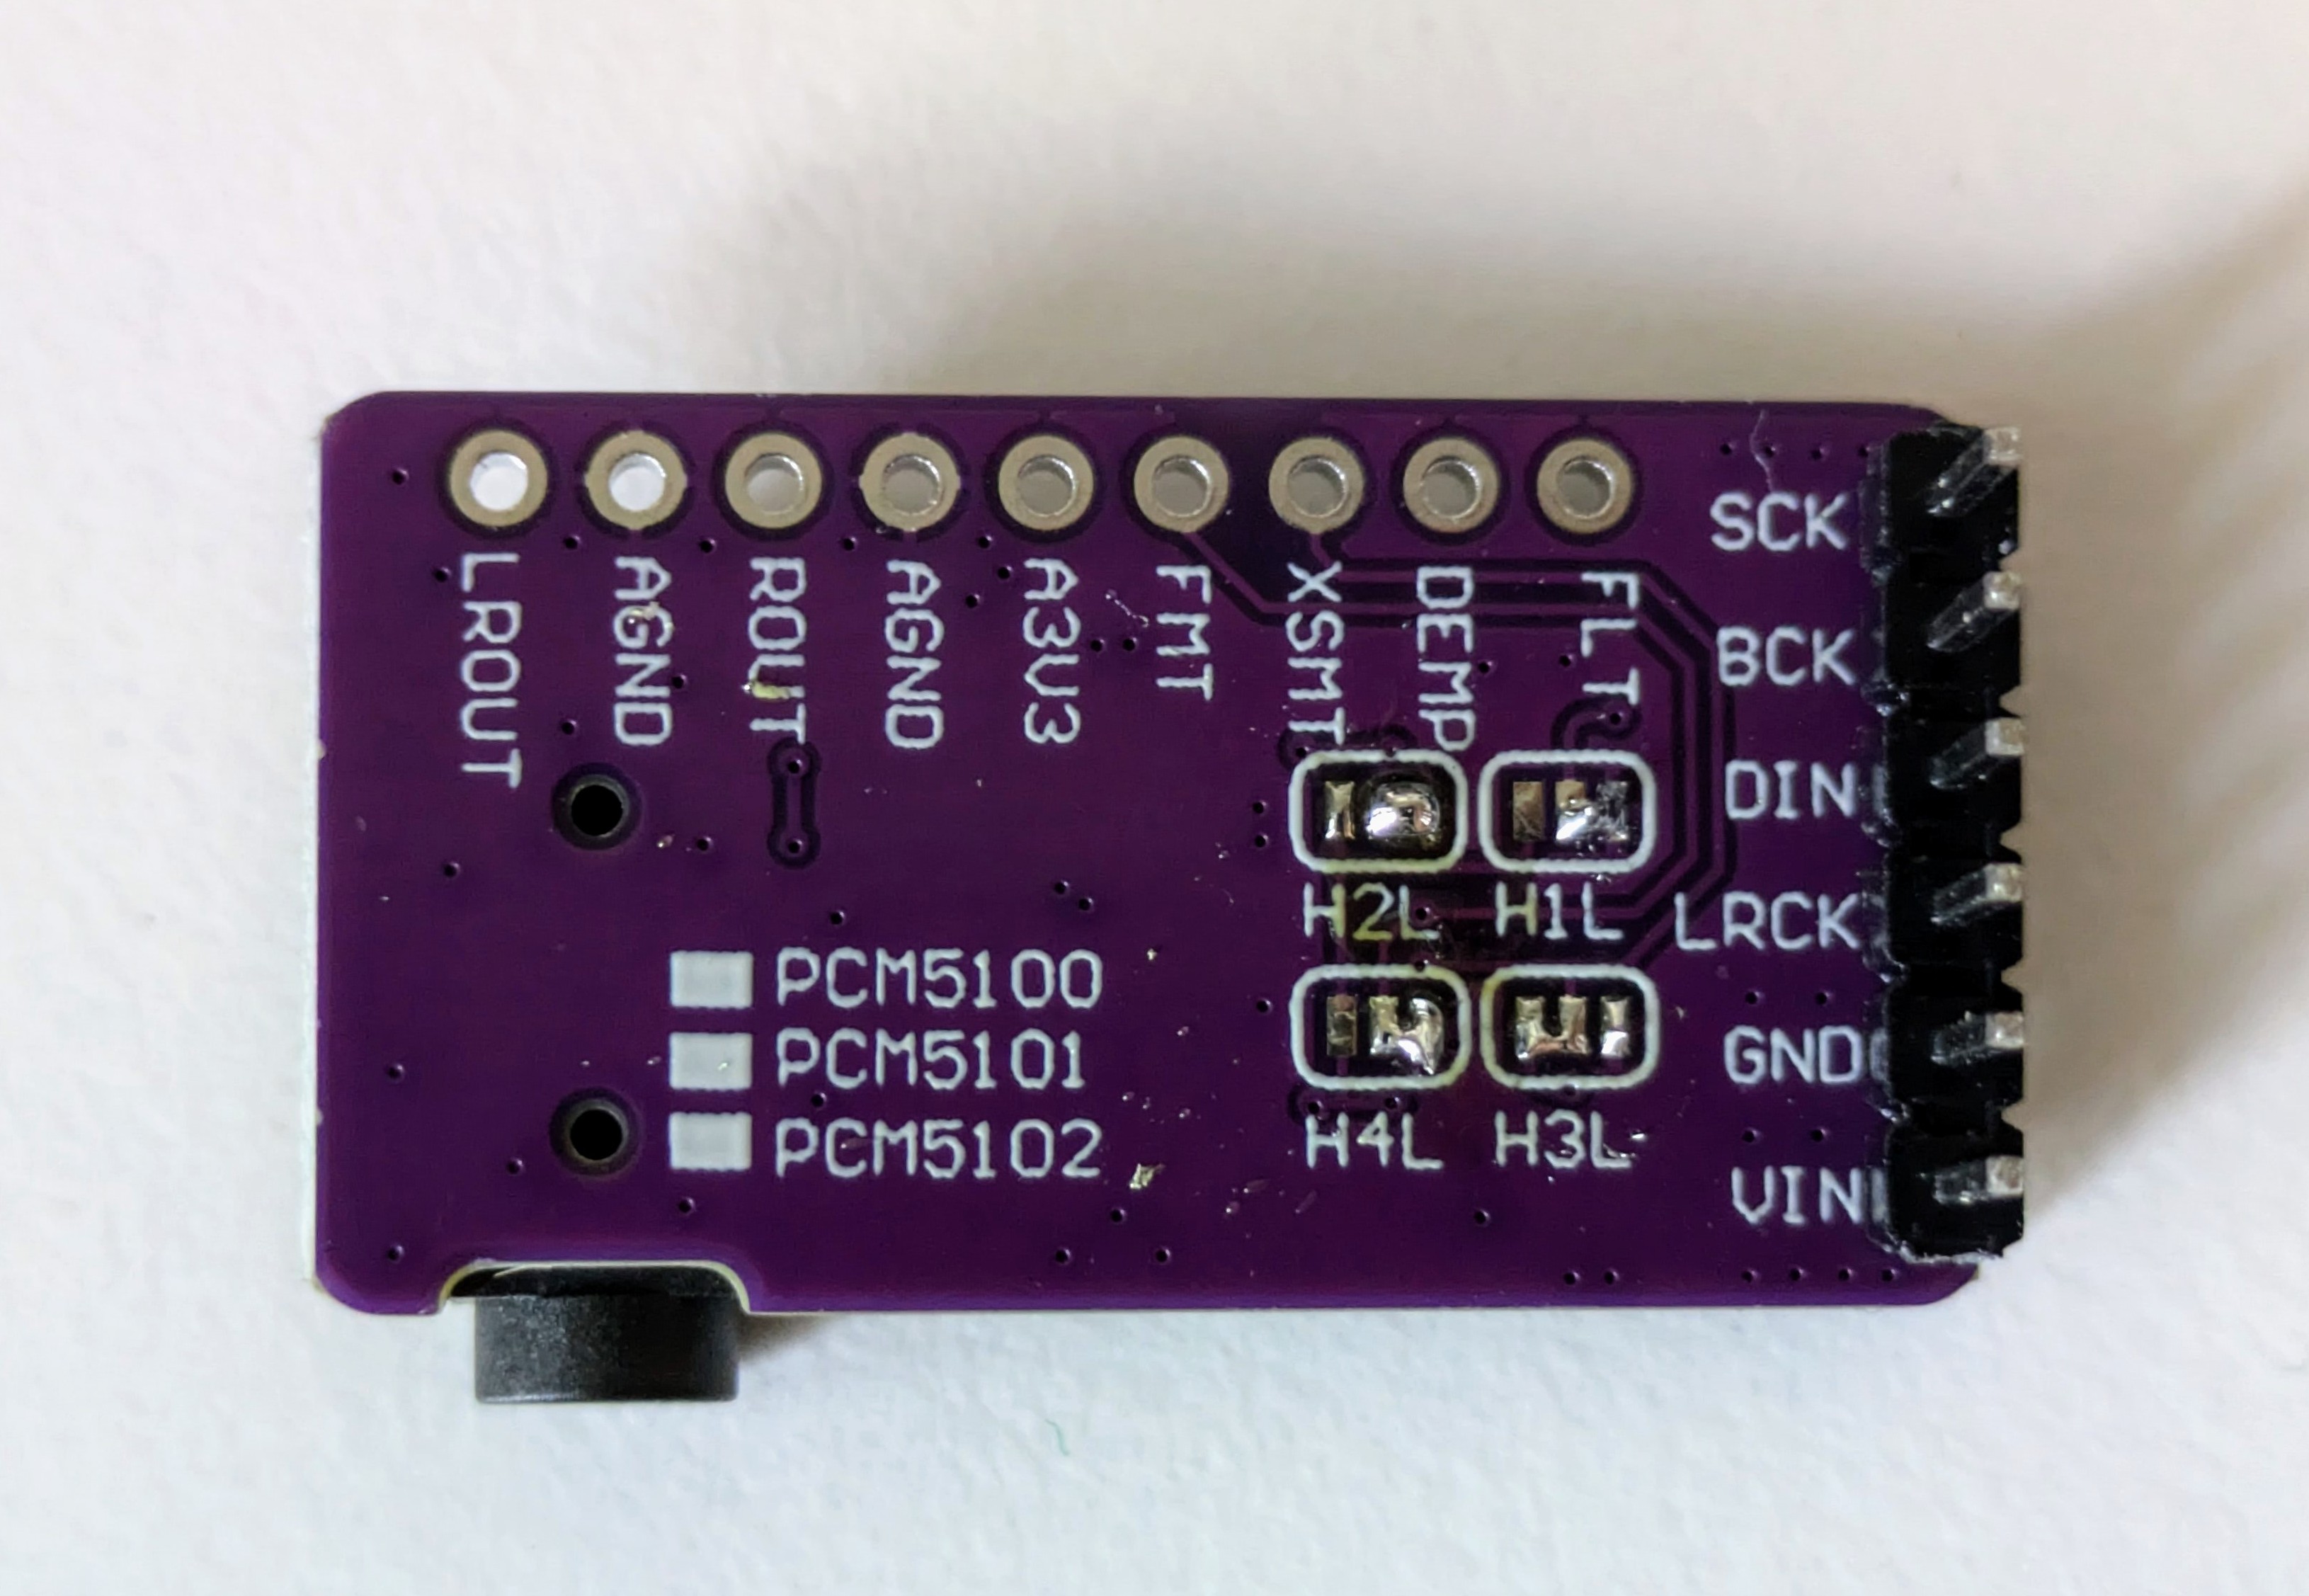 LROUT
AGND
ROUT
AGND
A3V3
FMT
XSMT
DEMP
FLT
SCK
BCK
DIN
LRCK
GND
VIN
H2L
H1L
H4L
H3L
PCM5100
PCM5101
PCM5102